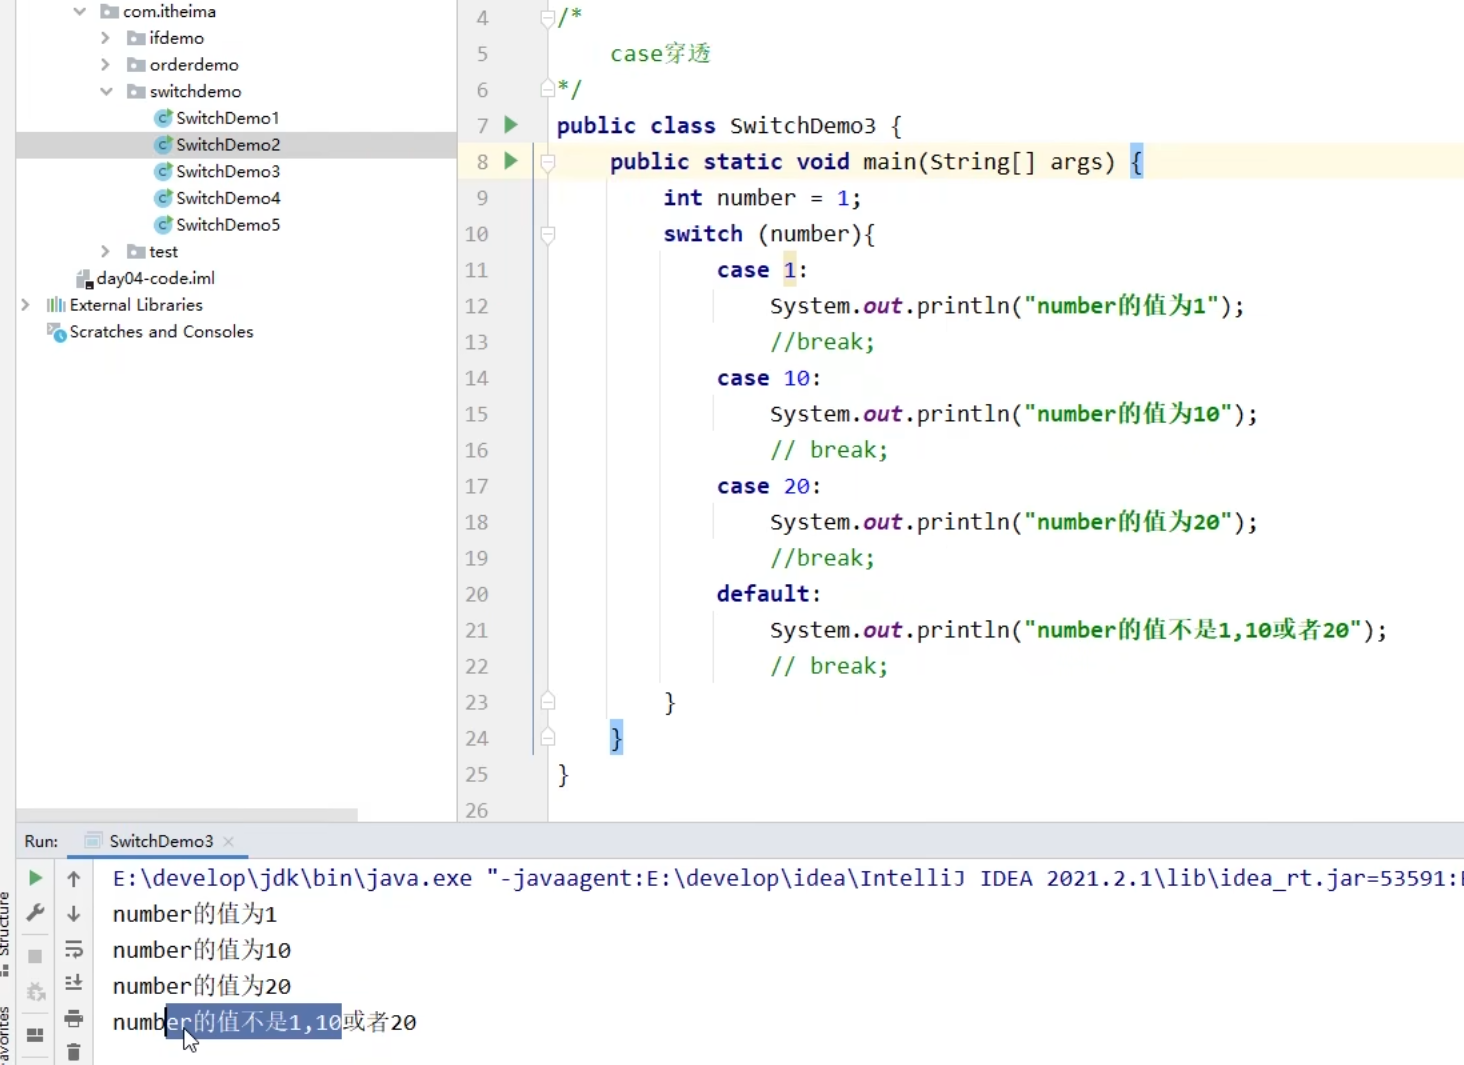 com.itheima
ifdemo
orderdemo
switchdemo
SwitchDemo1
SwitchDemo2
SwitchDemo3
SwitchDemo4
SwitchDemo5
test
day04-code.iml
External Libraries
Scratches and Consoles
4 /*
5 case穿透
6 */
7 public class SwitchDemo3 {
8 public static void main(String[] args) {
9 int number = 1;
10 switch (number){
11 case 1:
12 System.out.println("number的值为1");
13 //break;
14 case 10:
15 System.out.println("number的值为10");
16 // break;
17 case 20:
18 System.out.println("number的值为20");
19 //break;
20 default:
21 System.out.println("number的值不是1,10或者20");
22 // break;
23 }
24 }
25 }
26
Run: SwitchDemo3
E:\develop\jdk\bin\java.exe "-javaagent:E:\develop\idea\IntelliJ IDEA 2021.2.1\lib\idea_rt.jar=53591:E
number的值为1
number的值为10
number的值为20
number的值不是1,10或者20
Structure